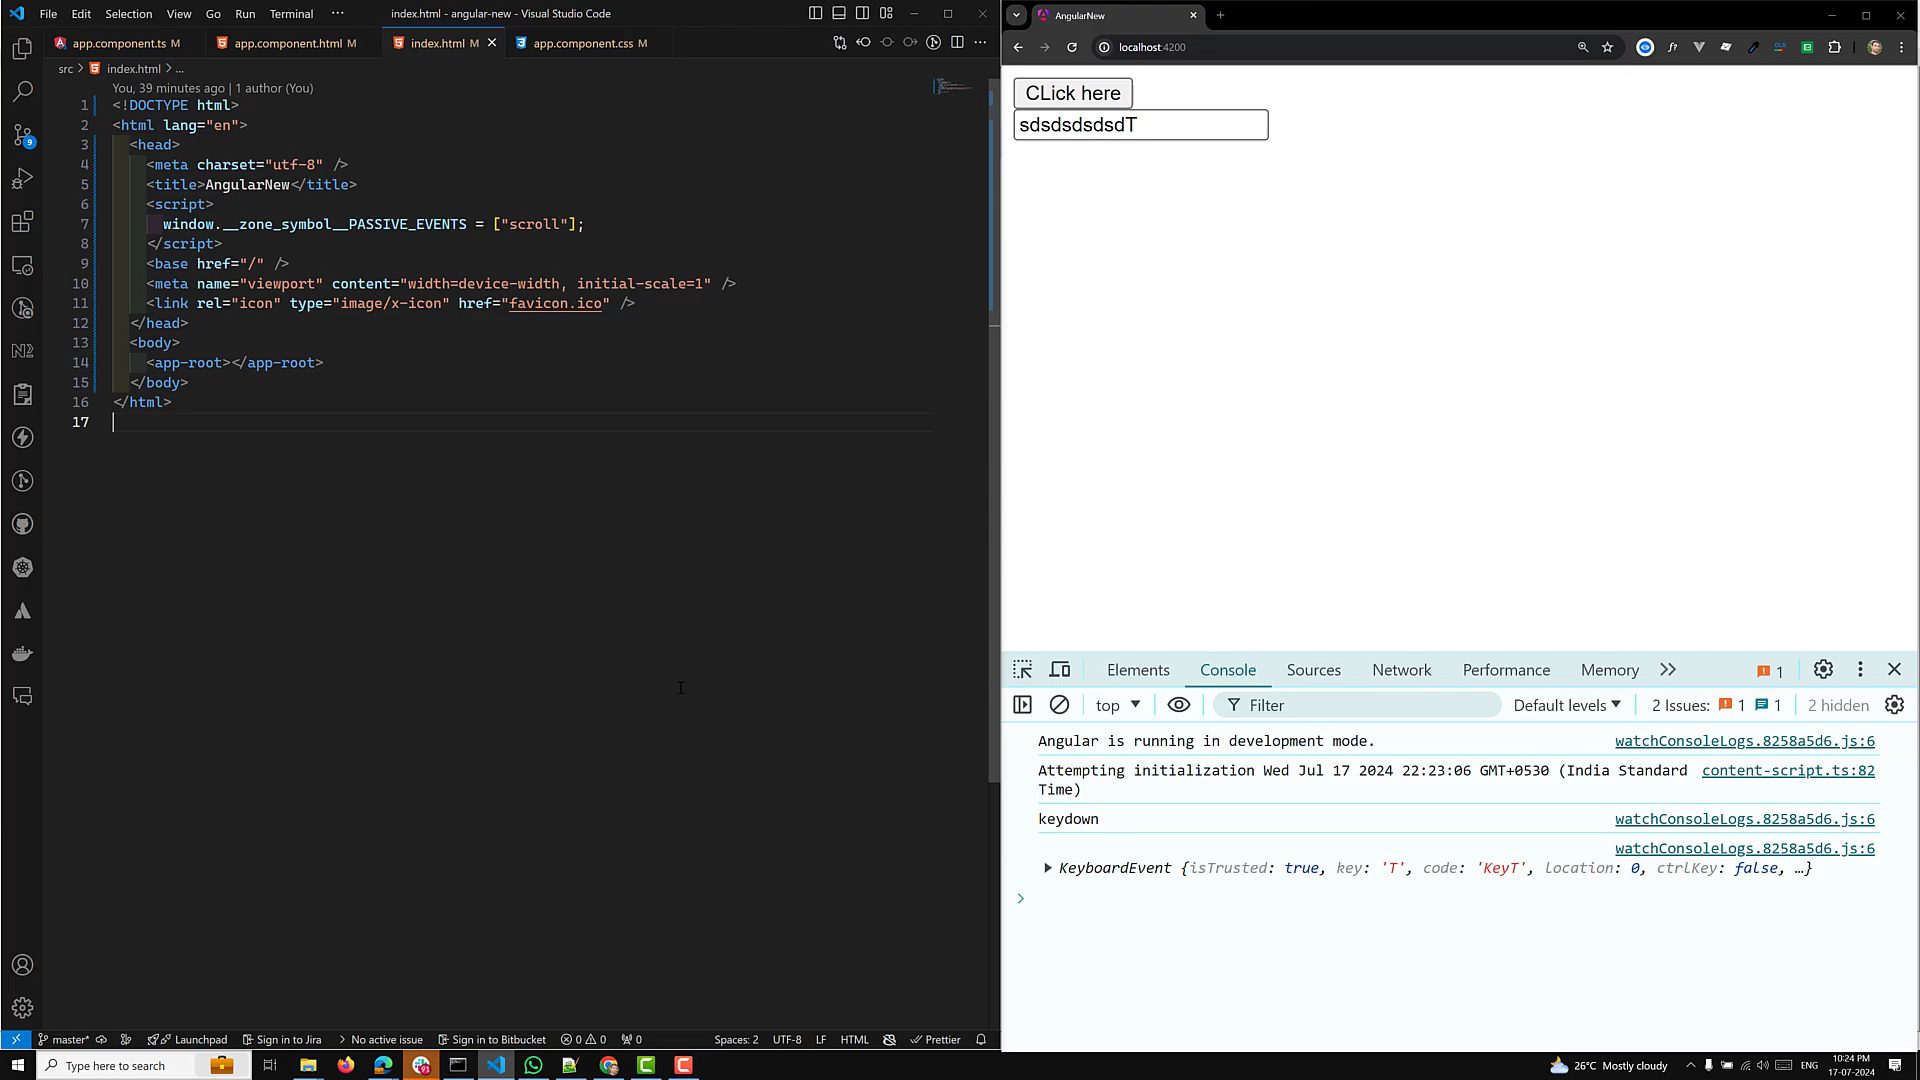 File Edit Selection View Go Run Terminal ··· index.html - angular-new - Visual Studio Code
app.component.ts M app.component.html M index.html M app.component.css M
src > index.html > ...
You, 39 minutes ago | 1 author (You)
1 <!DOCTYPE html>
2 <html lang="en">
3 <head>
4 <meta charset="utf-8" />
5 <title>AngularNew</title>
6 <script>
7 window.__zone_symbol__PASSIVE_EVENTS = ["scroll"];
8 </script>
9 <base href="/" />
10 <meta name="viewport" content="width=device-width, initial-scale=1" />
11 <link rel="icon" type="image/x-icon" href="favicon.ico" />
12 </head>
13 <body>
14 <app-root></app-root>
15 </body>
16 </html>
17
9
master* Launchpad Sign in to Jira No active issue Sign in to Bitbucket 0 0 0 Spaces: 2 UTF-8 LF HTML Prettier
AngularNew
localhost:4200
CLick here
sdsdsdsdsdT
Elements Console Sources Network Performance Memory 1
top Filter Default levels 2 Issues: 1 1 2 hidden
Angular is running in development mode. watchConsoleLogs.8258a5d6.js:6
Attempting initialization Wed Jul 17 2024 22:23:06 GMT+0530 (India Standard content-script.ts:82
Time)
keydown watchConsoleLogs.8258a5d6.js:6
watchConsoleLogs.8258a5d6.js:6
KeyboardEvent {isTrusted: true, key: 'T', code: 'KeyT', location: 0, ctrlKey: false, …}
Type here to search 26°C Mostly cloudy ENG 10:24 PM
17-07-2024